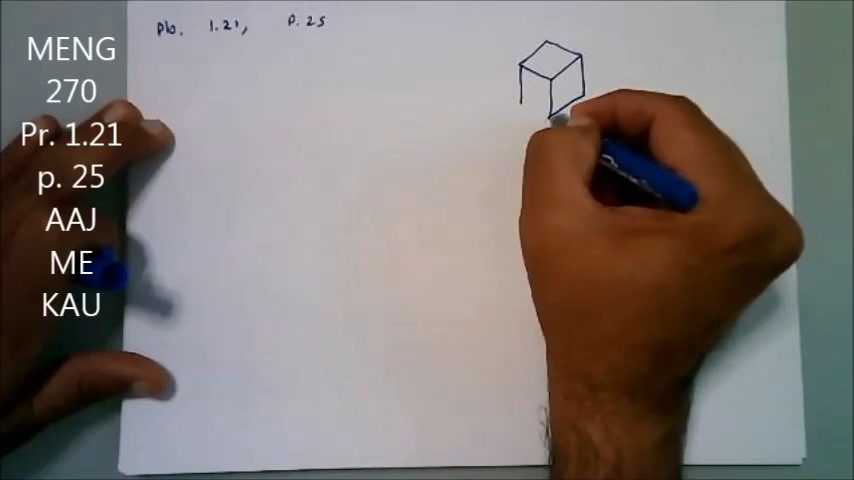 Pb. 1.21, P. 25
MENG
270
Pr. 1.21
p. 25
AAJ
ME
KAU